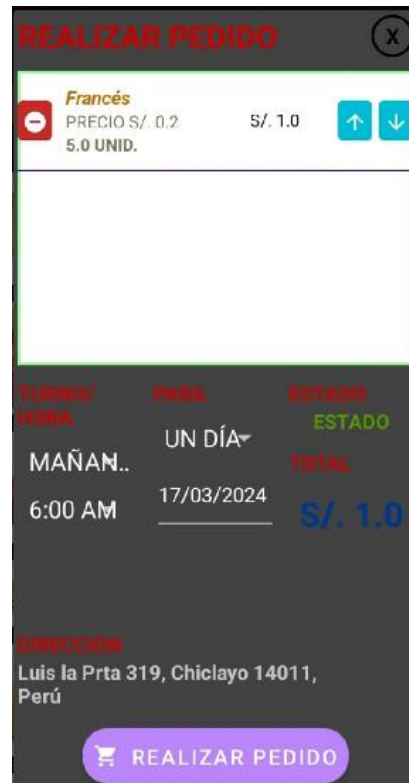 REALIZAR PEDIDO
X
Francés
PRECIO S/. 0.2
S/. 1.0
5.0 UNID.
TURNO/
HORA
PARA
ESTADO
ESTADO
UN DÍA
MAÑAN..
TOTAL
17/03/2024
6:00 AM
S/. 1.0
DIRECCION
Luis la Prta 319, Chiclayo 14011,
Perú
REALIZAR PEDIDO